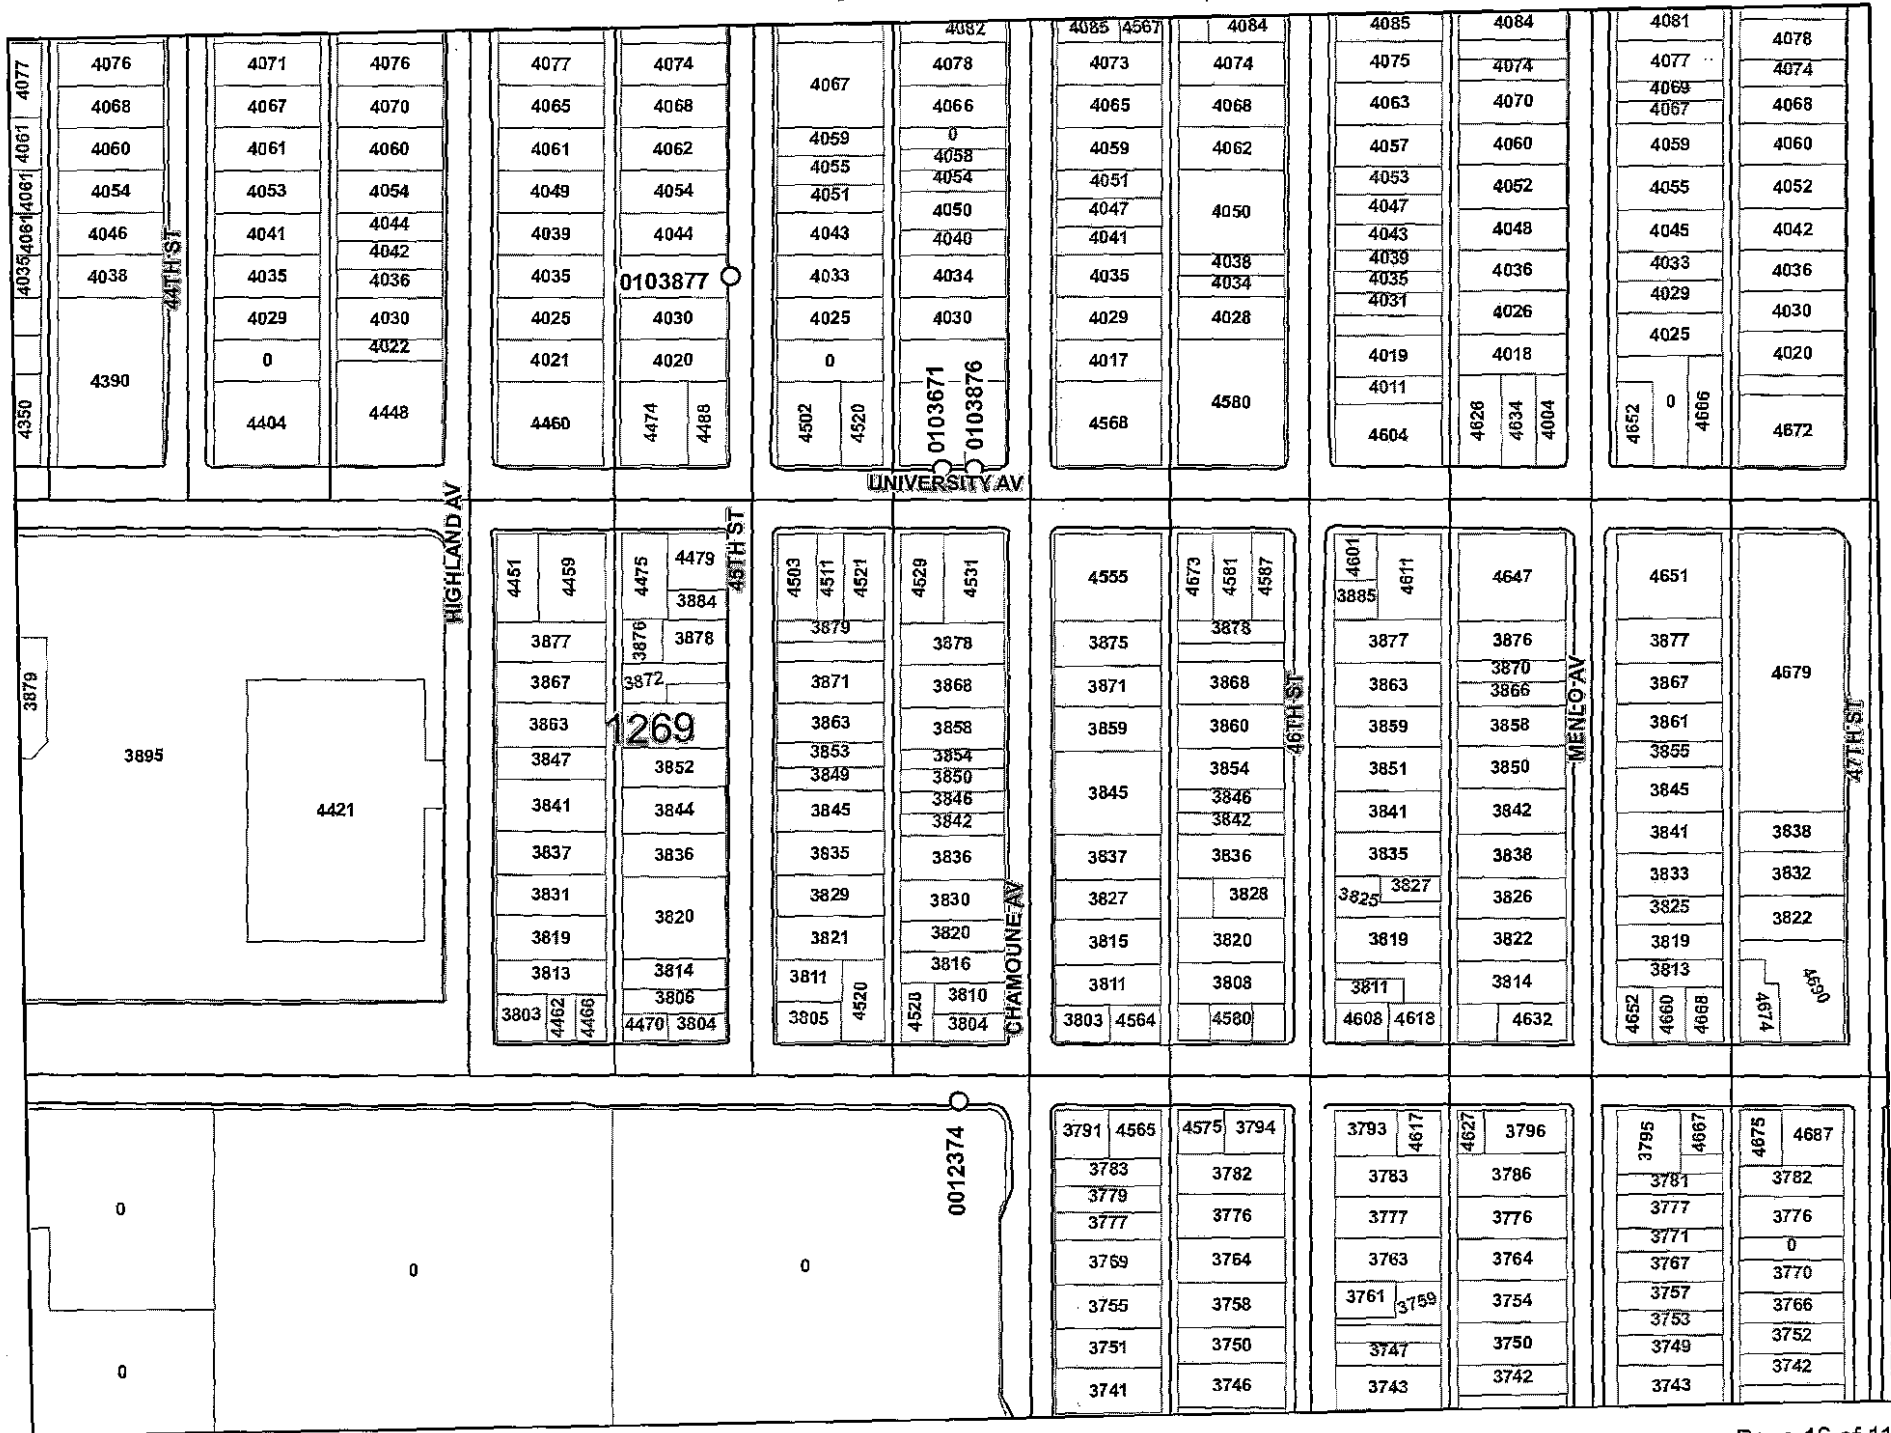 4082 4085 4567 4084 4085 4084 4081
4077 4076 4071 4076 4077 4074 4067 4078 4073 4074 4075 4074 4077 4078
4069 4074
4068 4067 4070 4065 4068 4066 4065 4068 4063 4070 4067 4068
4061 4060 4061 4060 4061 4062 4059 0 4059 4062 4057 4060 4059 4060
4055 4058
4061 4054 4053 4054 4049 4054 4051 4054 4051 4050 4053 4052 4055 4052
4050 4047 4047
4061 4046 4041 4044 4039 4044 4043 4040 4041 4043 4048 4045 4042
4042
4035 4038 4035 4036 4035 0103877 4033 4034 4035 4038 4039 4036 4033 4036
4034 4035 4029
4031
44TH ST
4029 4030 4025 4030 4025 4030 4029 4028 4026 4025 4030
4390 0 4022 4021 4020 0 4017 4019 4018 4020
4011
4350 4404 4448 4460 4474 4488 4502 4520 0103671 0103876 4568 4580 4604 4626 4634 4004 4652 0 4666 4672
UNIVERSITY AV
HIGHLAND AV
45TH ST
4451 4459 4475 4479 4503 4511 4521 4529 4531 4555 4573 4581 4587 4601 4611 4647 4651
3884 3885
3877 3876 3878 3879 3878 3875 3878 3877 3876 3877
3870
3879 3867 3872 3871 3868 3871 3868 3863 3866 3867 4679
46TH ST
MENLO AV
47TH ST
3895 3863 1269 3863 3858 3859 3860 3859 3858 3861
3847 3852 3853 3854 3854 3851 3850 3855
3849 3850
4421 3841 3844 3845 3846 3845 3846 3841 3842 3845
3842 3842
3837 3836 3835 3836 3837 3836 3835 3838 3841 3838
3831 3820 3829 3830 3827 3828 3825 3827 3826 3833 3832
3825 3822
3819 3821 3820 3815 3820 3819 3822 3819
3813 3814 3811 3816 3811 3808 3811 3814 3813 4690
3806 3810
3803 4462 4466 4470 3804 3805 4520 4528 3804 3803 4564 4580 4608 4618 4632 4652 4660 4668 4674
CHAMOUNE AV
0012374 3791 4565 4575 3794 3793 4617 4627 3796 3795 4667 4675 4687
3783 3782 3783 3786 3781 3782
3779
0 3777 3776 3777 3776 3777 3776
3771 0
0 0 3769 3764 3763 3764 3767 3770
3755 3758 3761 3759 3754 3757 3766
3753
3751 3750 3747 3750 3749 3752
0 3741 3746 3743 3742 3743 3742